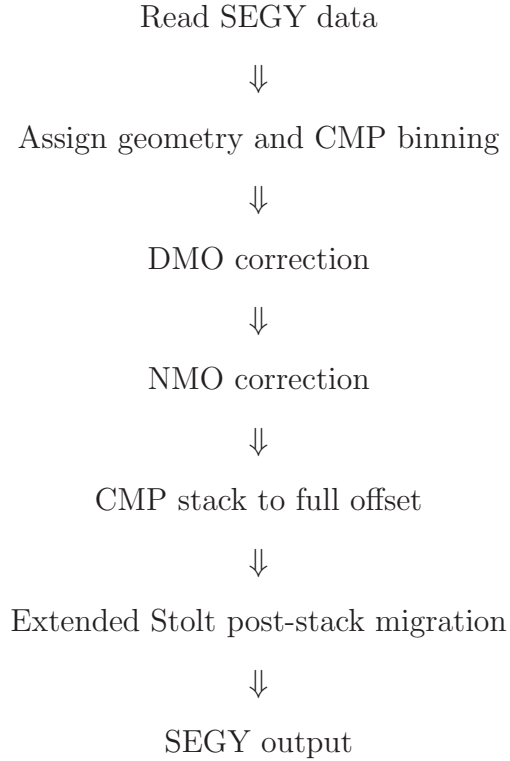 Read SEGY data
⇓
Assign geometry and CMP binning
⇓
DMO correction
⇓
NMO correction
⇓
CMP stack to full offset
⇓
Extended Stolt post-stack migration
⇓
SEGY output